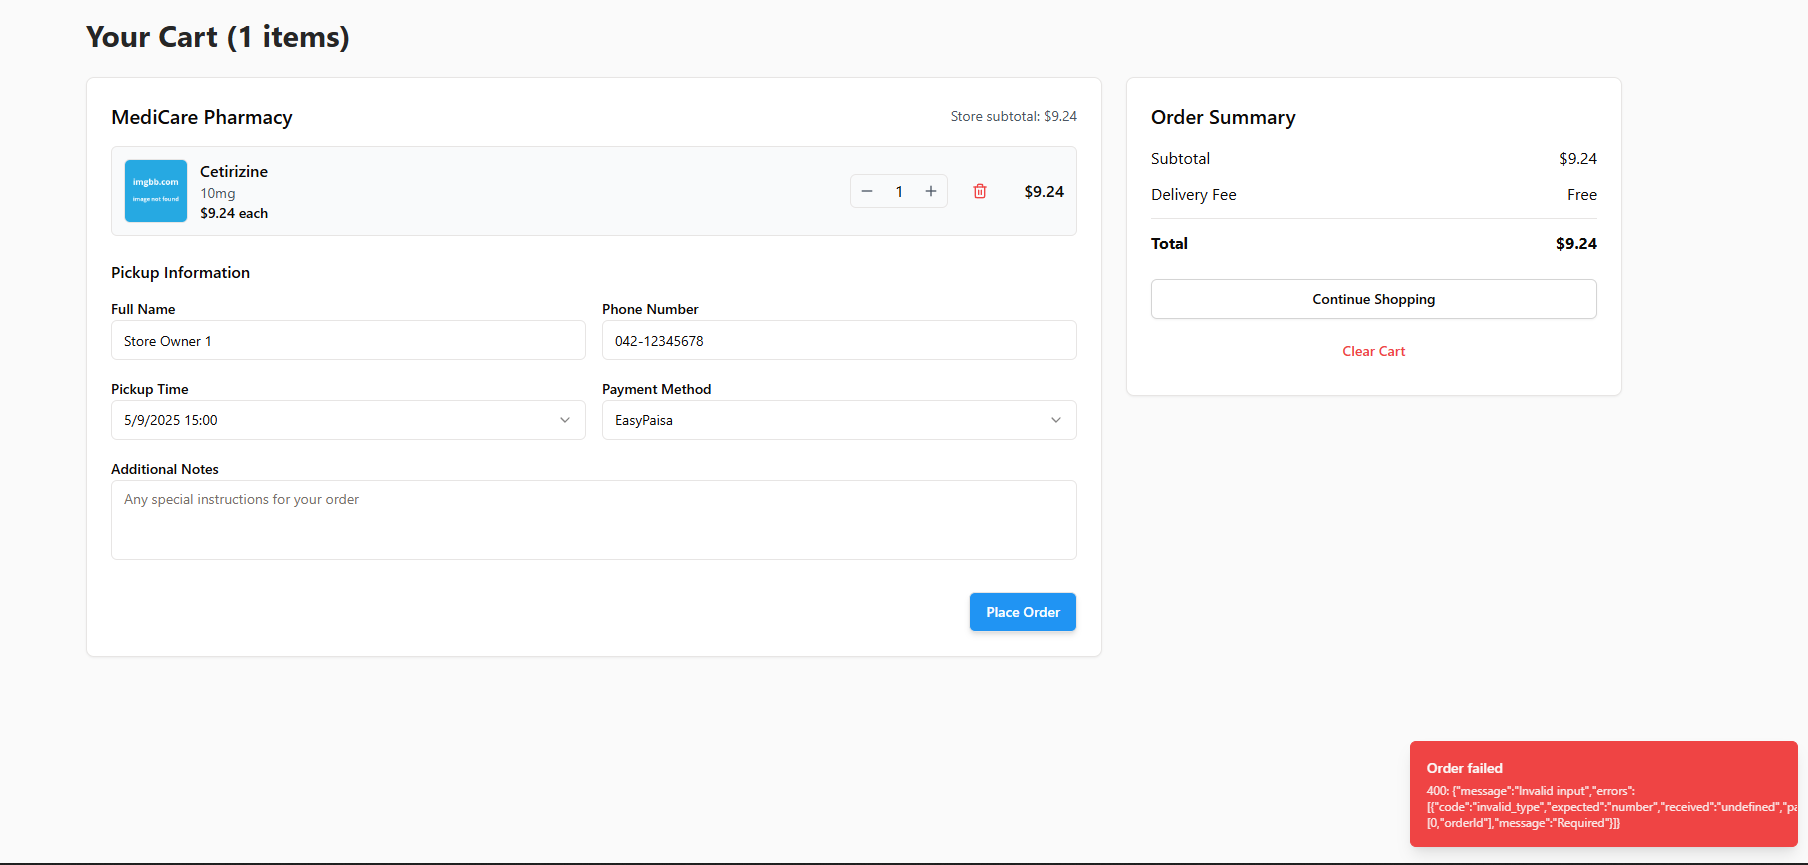 Your Cart (1 items)
MediCare Pharmacy
Store subtotal: $9.24
imgbb.com
image not found
Cetirizine
10mg
$9.24 each
1
$9.24
Pickup Information
Full Name
Phone Number
Store Owner 1
042-12345678
Pickup Time
Payment Method
5/9/2025 15:00
EasyPaisa
Additional Notes
Any special instructions for your order
Place Order
Order Summary
Subtotal
$9.24
Delivery Fee
Free
Total
$9.24
Continue Shopping
Clear Cart
Order failed
400: {"message":"Invalid input","errors":
[{"code":"invalid_type","expected":"number","received":"undefined","pa
[0,"orderId"],"message":"Required"}]}